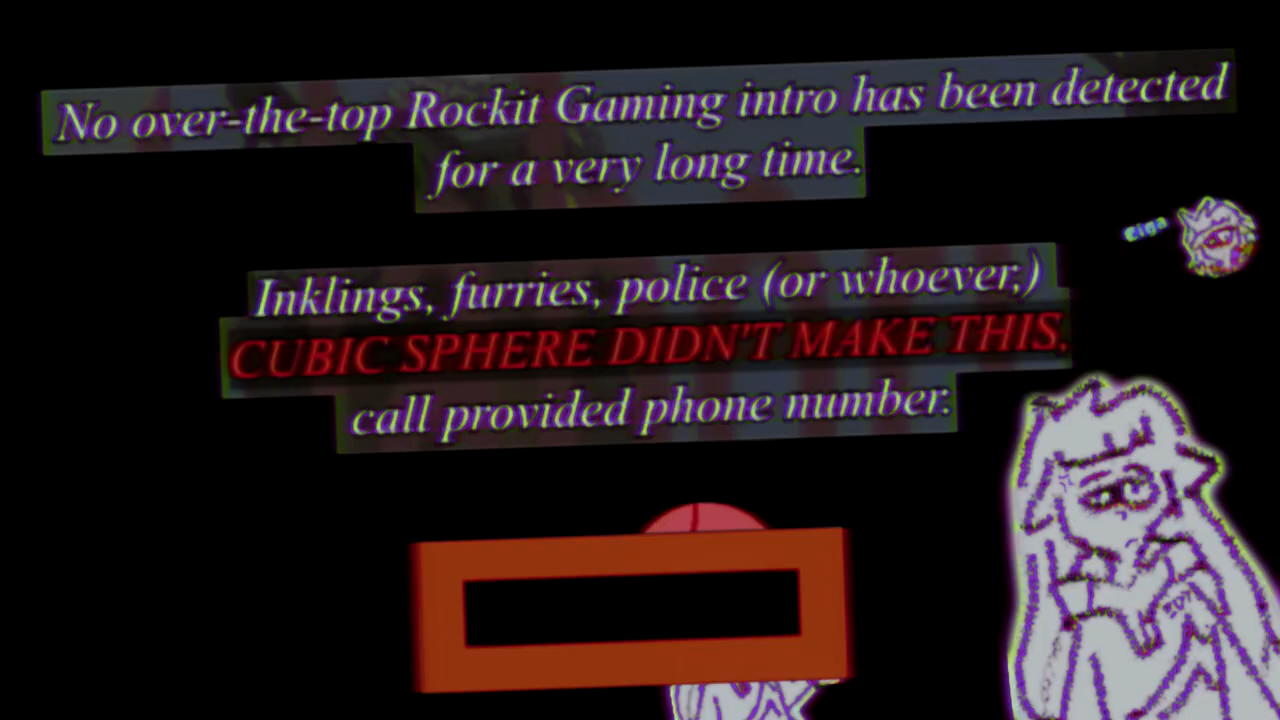 No over-the-top Rockit Gaming intro has been detected
for a very long time.
Inklings, furries, police (or whoever,)
CUBIC SPHERE DIDN'T MAKE THIS.
call provided phone number.